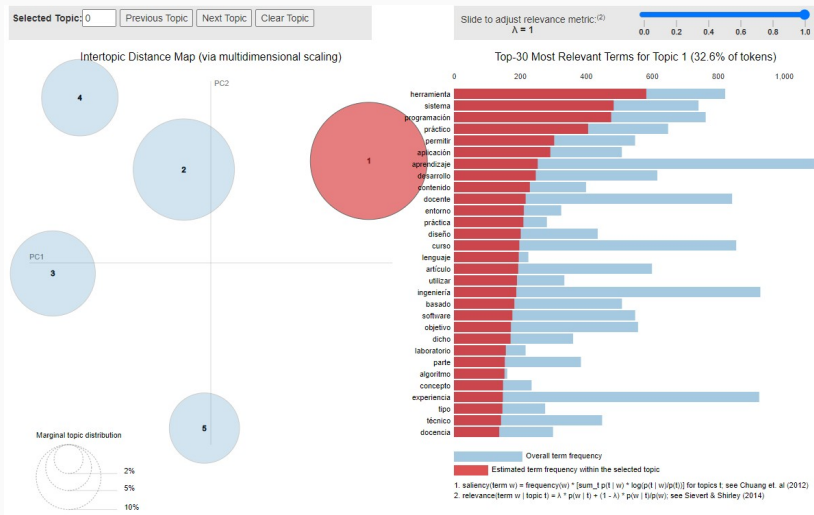 Selected Topic: 0 Previous Topic Next Topic Clear Topic
Slide to adjust relevance metric:(2)
λ = 1
0.0 0.2 0.4 0.6 0.8 1.0
Intertopic Distance Map (via multidimensional scaling)
PC2
PC1
4
2
1
3
5
Marginal topic distribution
2%
5%
10%
Top-30 Most Relevant Terms for Topic 1 (32.6% of tokens)
0 200 400 600 800 1,000
herramienta
sistema
programación
práctico
permitir
aplicación
aprendizaje
desarrollo
contenido
docente
entorno
práctica
diseño
curso
lenguaje
artículo
utilizar
ingeniería
basado
software
objetivo
dicho
laboratorio
parte
algoritmo
concepto
experiencia
tipo
técnico
docencia
Overall term frequency
Estimated term frequency within the selected topic
1. saliency(term w) = frequency(w) * [sum_t p(t | w) * log(p(t | w)/p(t))] for topics t; see Chuang et. al (2012)
2. relevance(term w | topic t) = λ * p(w | t) + (1 - λ) * p(w | t)/p(w); see Sievert & Shirley (2014)